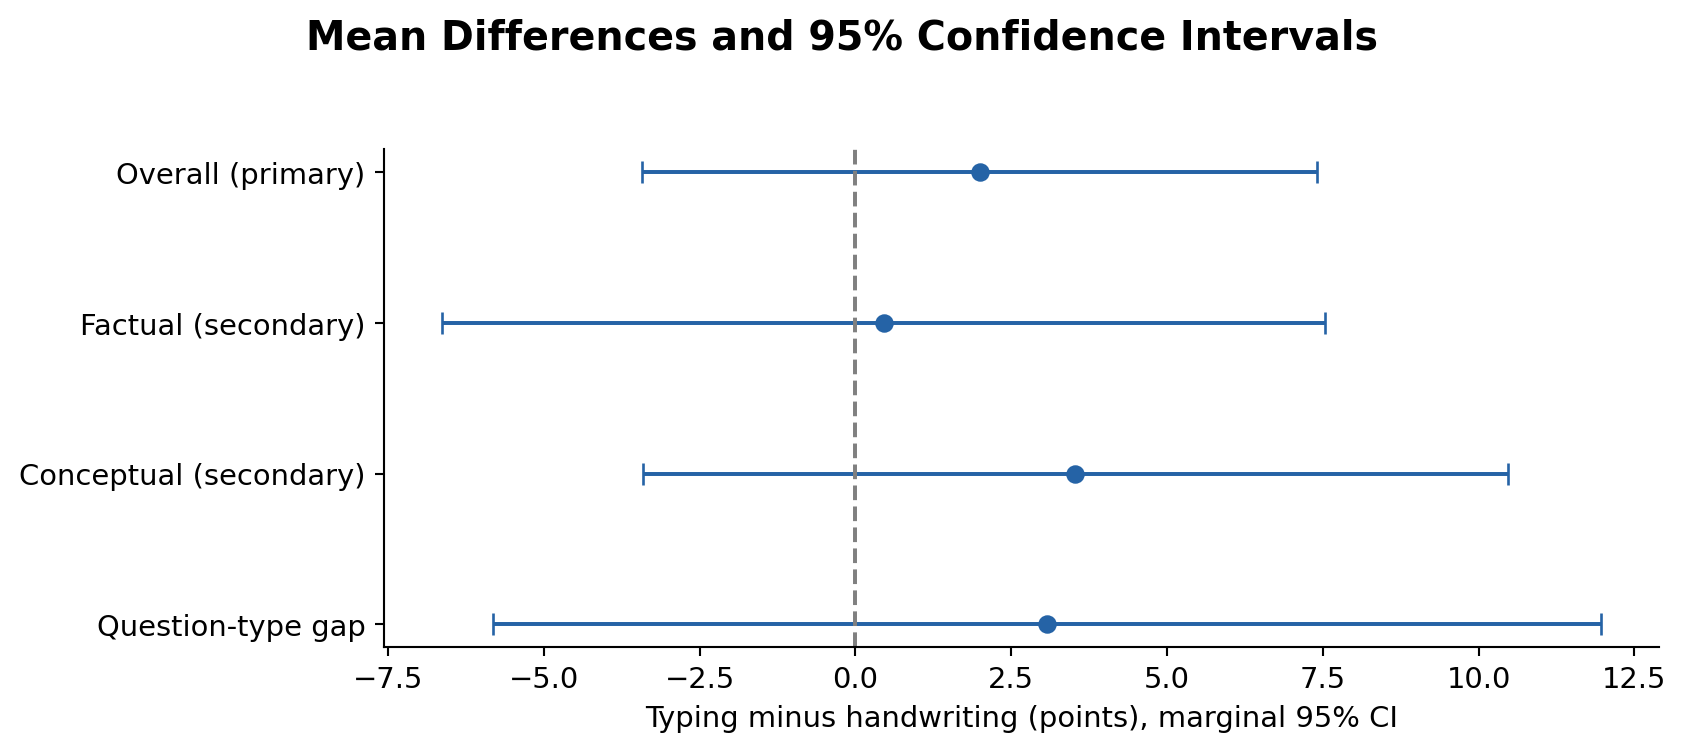 Mean Differences and 95% Confidence Intervals
Overall (primary)
Factual (secondary)
Conceptual (secondary)
Question-type gap
−7.5 −5.0 −2.5 0.0 2.5 5.0 7.5 10.0 12.5
Typing minus handwriting (points), marginal 95% CI